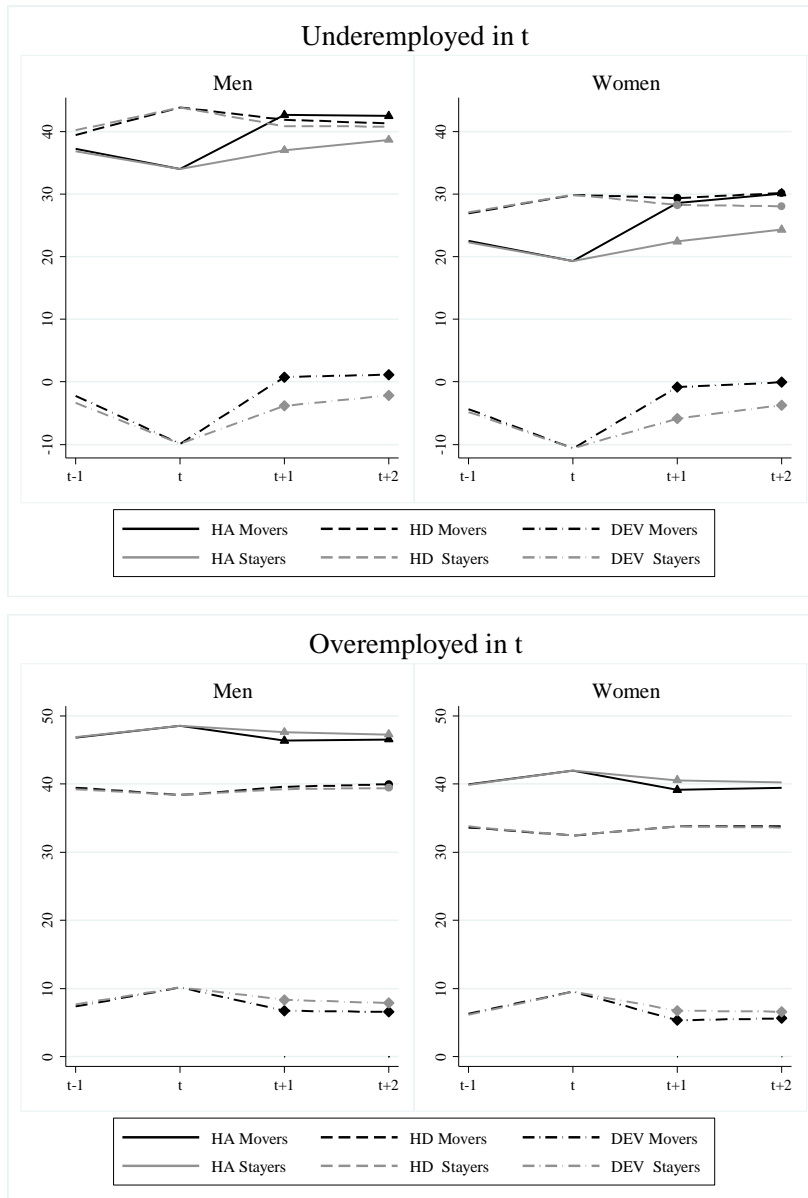 Underemployed in t
Men
Women
40
30
20
10
0
-10
t-1 t t+1 t+2
40
30
20
10
0
-10
t-1 t t+1 t+2
HA Movers HD Movers DEV Movers
HA Stayers HD Stayers DEV Stayers
Overemployed in t
Men
Women
50
40
30
20
10
0
t-1 t t+1 t+2
50
40
30
20
10
0
t-1 t t+1 t+2
HA Movers HD Movers DEV Movers
HA Stayers HD Stayers DEV Stayers